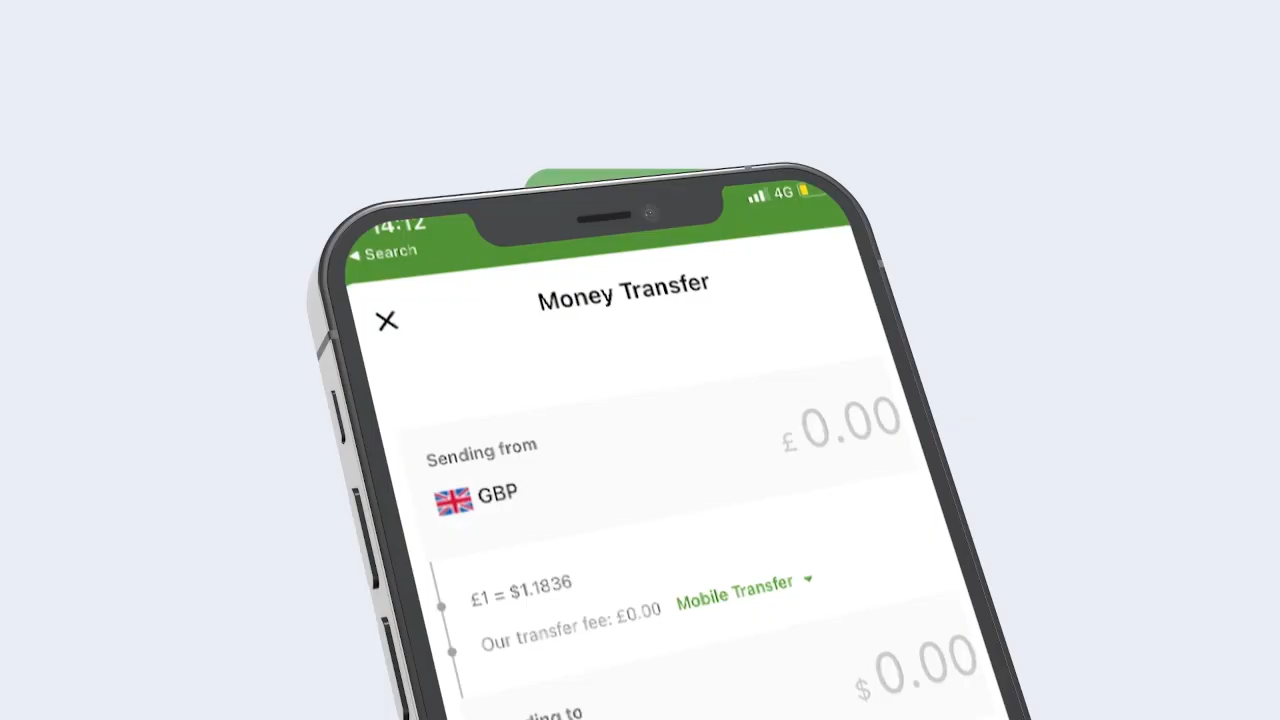 14:12
4G
◀ Search
Money Transfer
Sending from
£ 0.00
GBP
£1 = $1.1836
Our transfer fee: £0.00 Mobile Transfer
$ 0.00
to